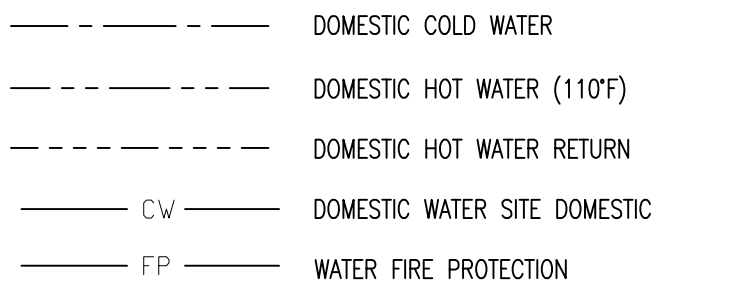 DOMESTIC COLD WATER
DOMESTIC HOT WATER (110°F)
DOMESTIC HOT WATER RETURN
CW DOMESTIC WATER SITE DOMESTIC
FP WATER FIRE PROTECTION